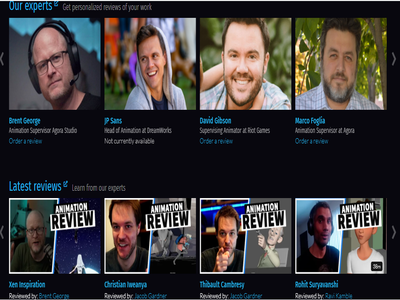 Our experts
Get personalized reviews of your work
Brent George
Animation Supervisor Agora Studio
Order a review
JP Sans
Head of Animation at DreamWorks
Not currently available
David Gibson
Supervising Animator at Riot Games
Order a review
Marco Foglia
Animation Supervisor at Agora
Order a review
Latest reviews
Learn from our experts
ANIMATION
REVIEW
ANIMATION
REVIEW
ANIMATION
REVIEW
ANIMATION
REVIEW
Xen Inspiration
Reviewed by: Brent George
Christian Iweanya
Reviewed by: Jacob Gardner
Thibault Cambresy
Reviewed by: Jacob Gardner
Rohit Suryavanshi
Reviewed by: Ravi Kamble